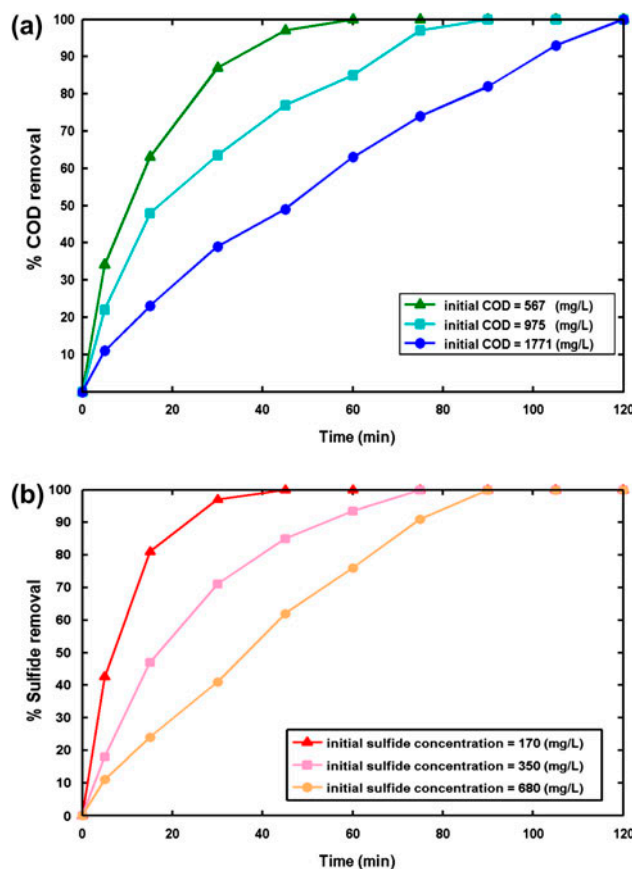 (a)
100
90
80
70
60
50
40
30
20
10
% COD removal
initial COD = 567 (mg/L)
initial COD = 975 (mg/L)
initial COD = 1771 (mg/L)
0 20 40 60 80 100 120
Time (min)
(b)
100
90
80
70
60
50
40
30
20
10
0
% Sulfide removal
initial sulfide concentration = 170 (mg/L)
initial sulfide concentration = 350 (mg/L)
initial sulfide concentration = 680 (mg/L)
0 20 40 60 80 100 120
Time (min)